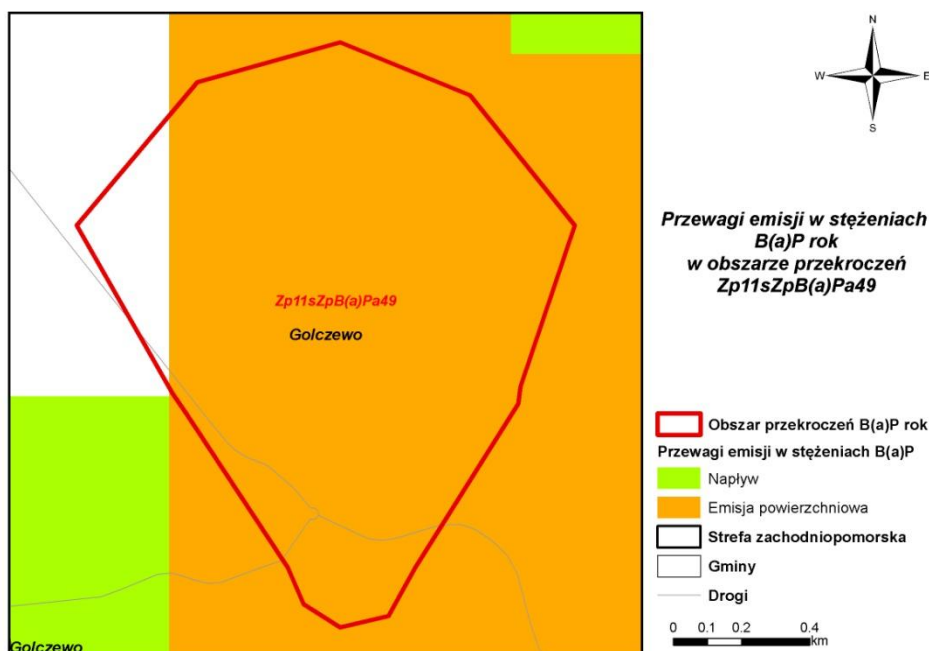 N
W
E
S
Przewagi emisji w stężeniach
B(a)P rok
w obszarze przekroczeń
Zp11sZpB(a)Pa49
Zp11sZpB(a)Pa49
Golczewo
Obszar przekroczeń B(a)P rok
Przewagi emisji w stężeniach B(a)P
Napływ
Emisja powierzchniowa
Strefa zachodniopomorska
Gminy
Drogi
0 0.1 0.2 0.4
km
Golczewo